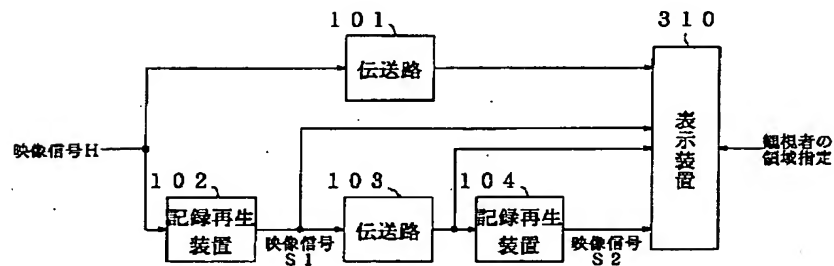 １０１
３１０
伝送路
映像信号Ｈ
表示装置
観視者の
領域指定
１０２
１０３
１０４
記録再生
装置
映像信号
Ｓ１
伝送路
記録再生
装置
映像信号
Ｓ２